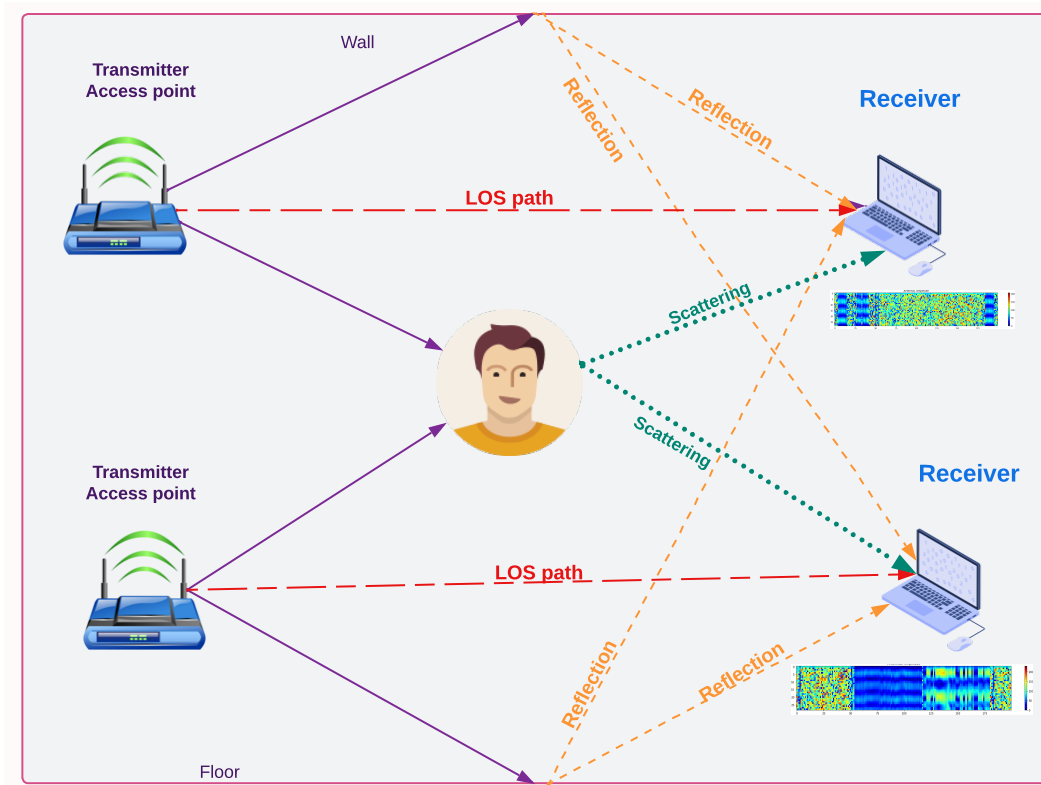 Wall
Transmitter
Access point
Receiver
Reflection
Reflection
LOS path
Scattering
Scattering
Transmitter
Access point
Receiver
LOS path
Reflection
Reflection
Floor